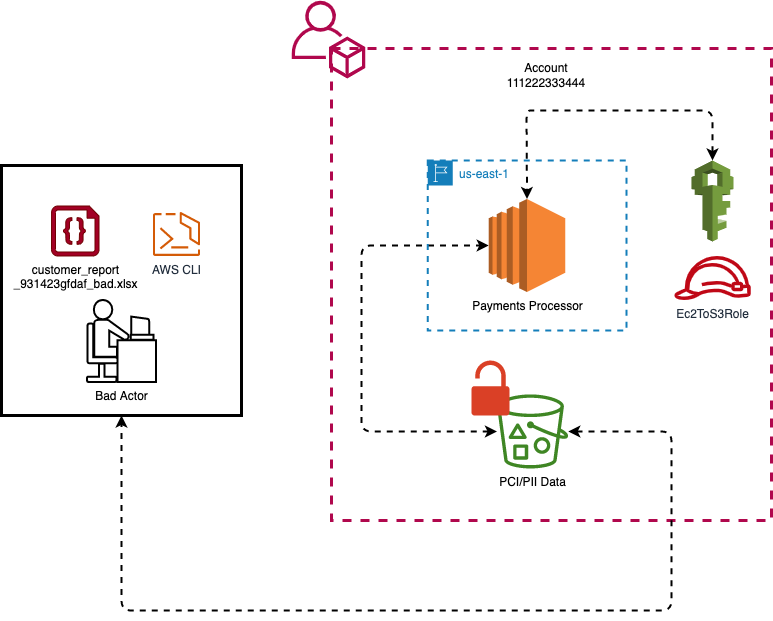 Account
111222333444
us-east-1
Payments Processor
Ec2ToS3Role
PCI/PII Data
customer_report
_931423gfdaf_bad.xlsx
AWS CLI
Bad Actor